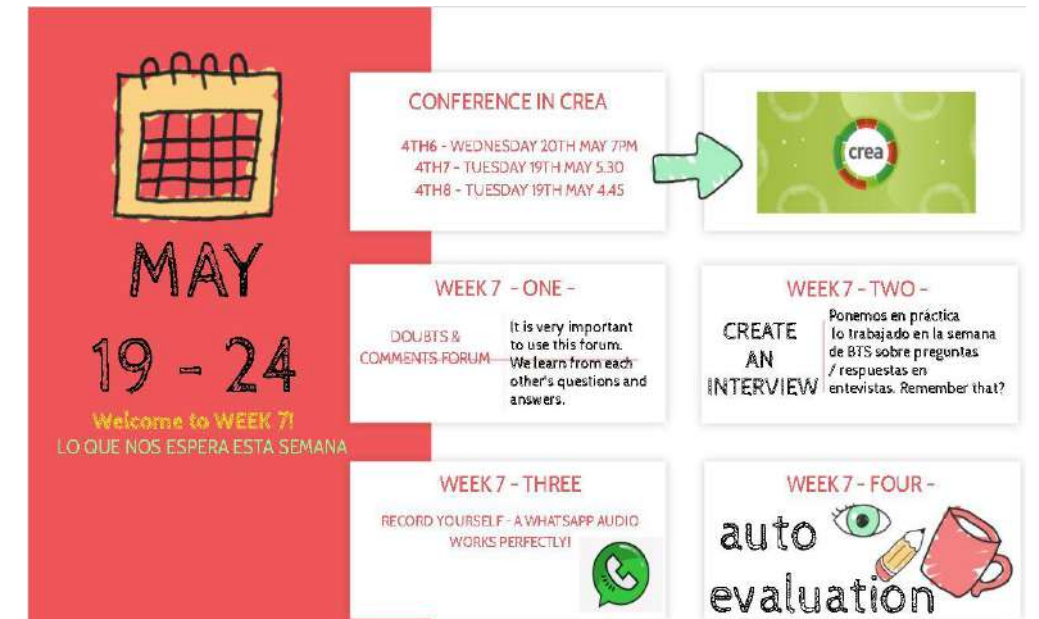 MAY
19 - 24
Welcome to WEEK 7!
LO QUE NOS ESPERA ESTA SEMANA
CONFERENCE IN CREA
4TH6 - WEDNESDAY 20TH MAY 7PM
4TH7 - TUESDAY 19TH MAY 5.30
4TH8 - TUESDAY 19TH MAY 4.45
crea
WEEK 7 - ONE -
DOUBTS &
COMMENTS FORUM
It is very important
to use this forum.
We learn from each
other's questions and
answers.
WEEK 7 - TWO -
CREATE
AN
INTERVIEW
Ponemos en práctica
lo trabajado en la semana
de BTS sobre preguntas
/ respuestas en
entevistas. Remember that?
WEEK 7 - THREE
RECORD YOURSELF - A WHATSAPP AUDIO
WORKS PERFECTLY!
WEEK 7 - FOUR -
auto
evaluation